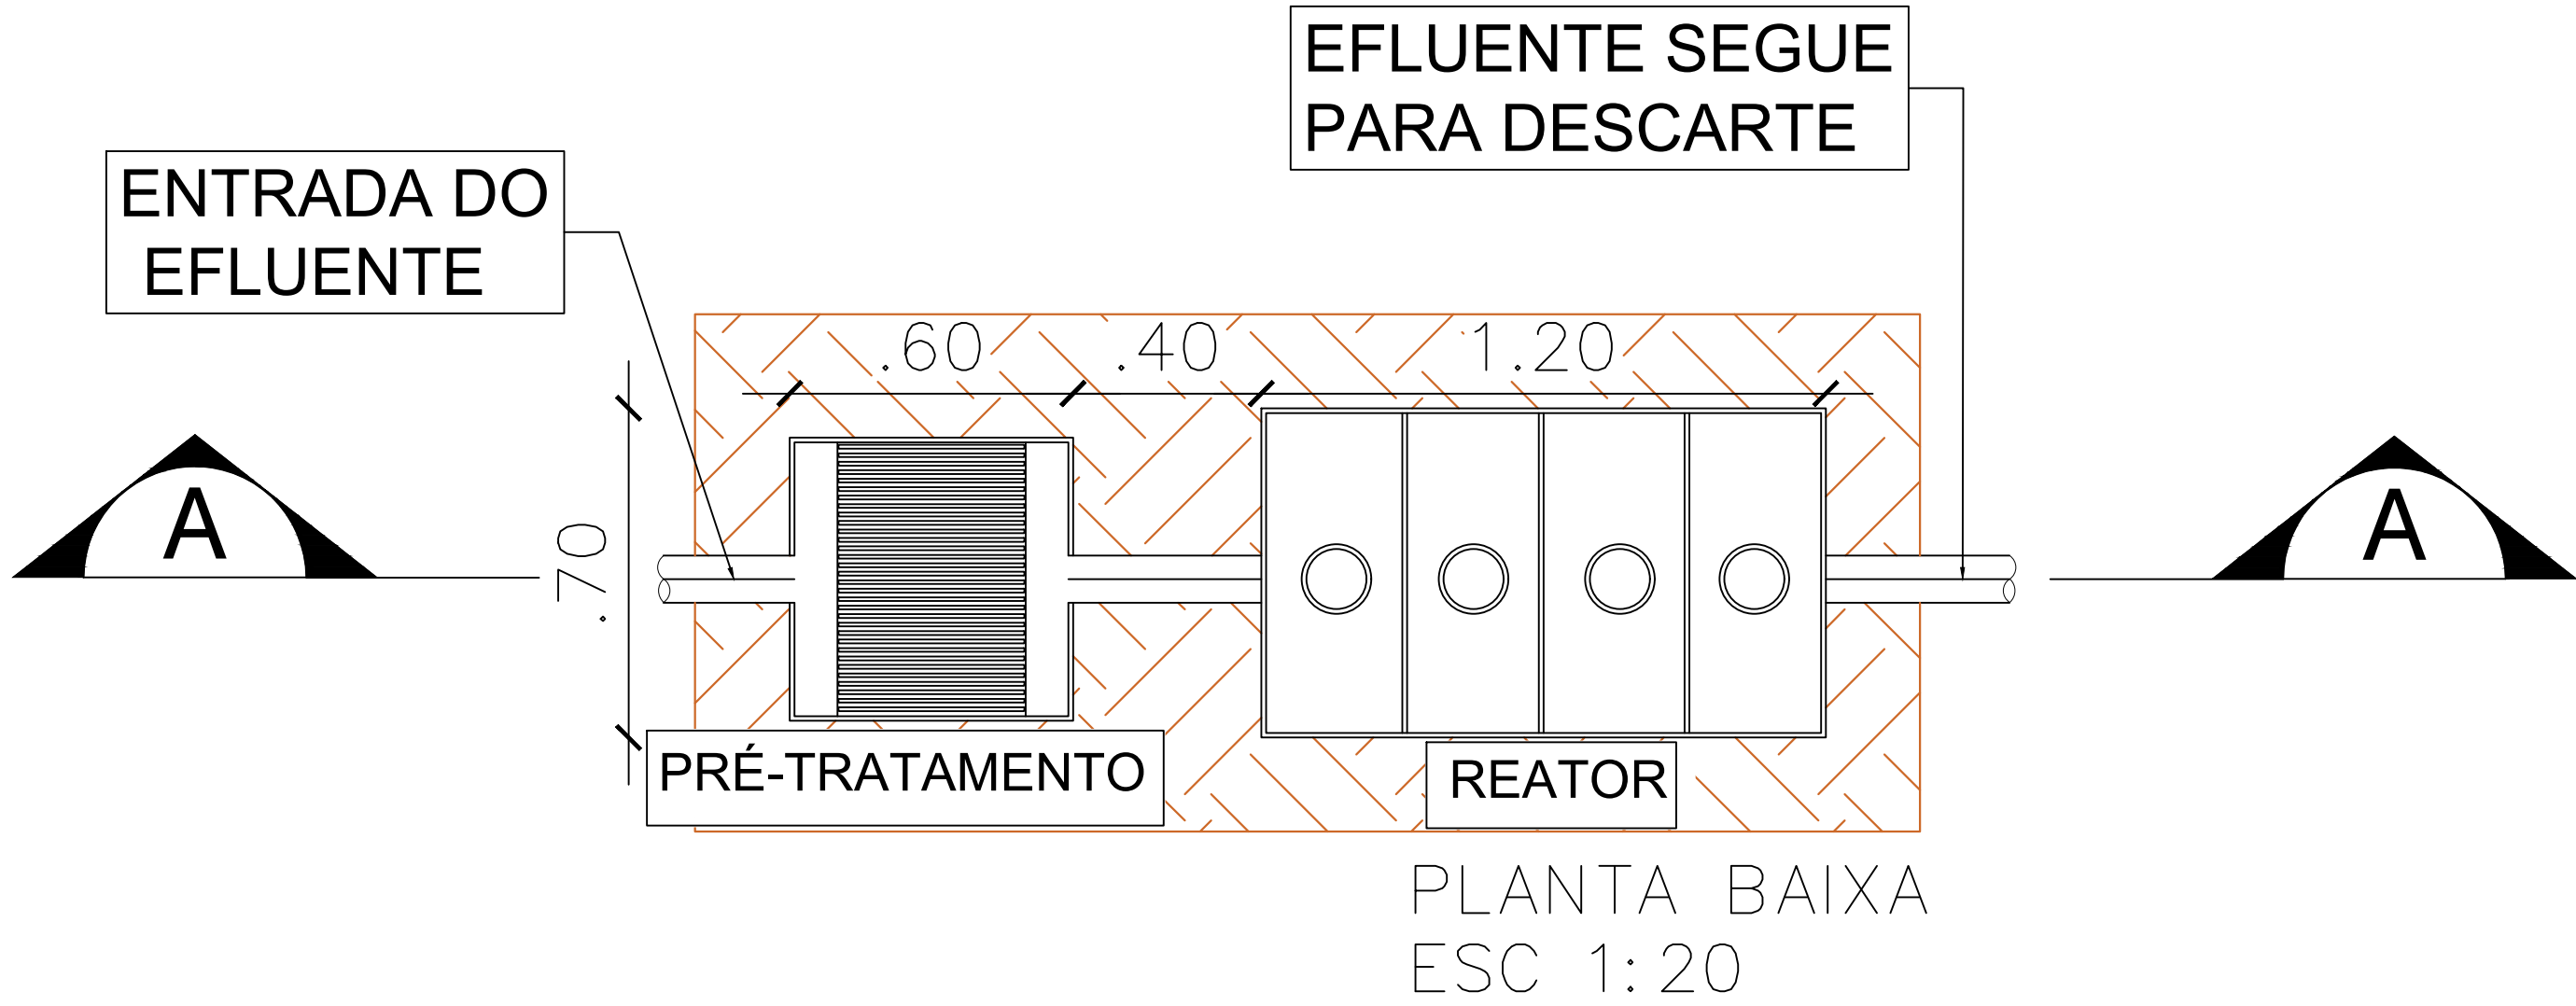 EFLUENTE SEGUE
PARA DESCARTE
ENTRADA DO
EFLUENTE
.60
.40
1.20
A
.70
A
PRÉ-TRATAMENTO
REATOR
PLANTA BAIXA
ESC 1:20